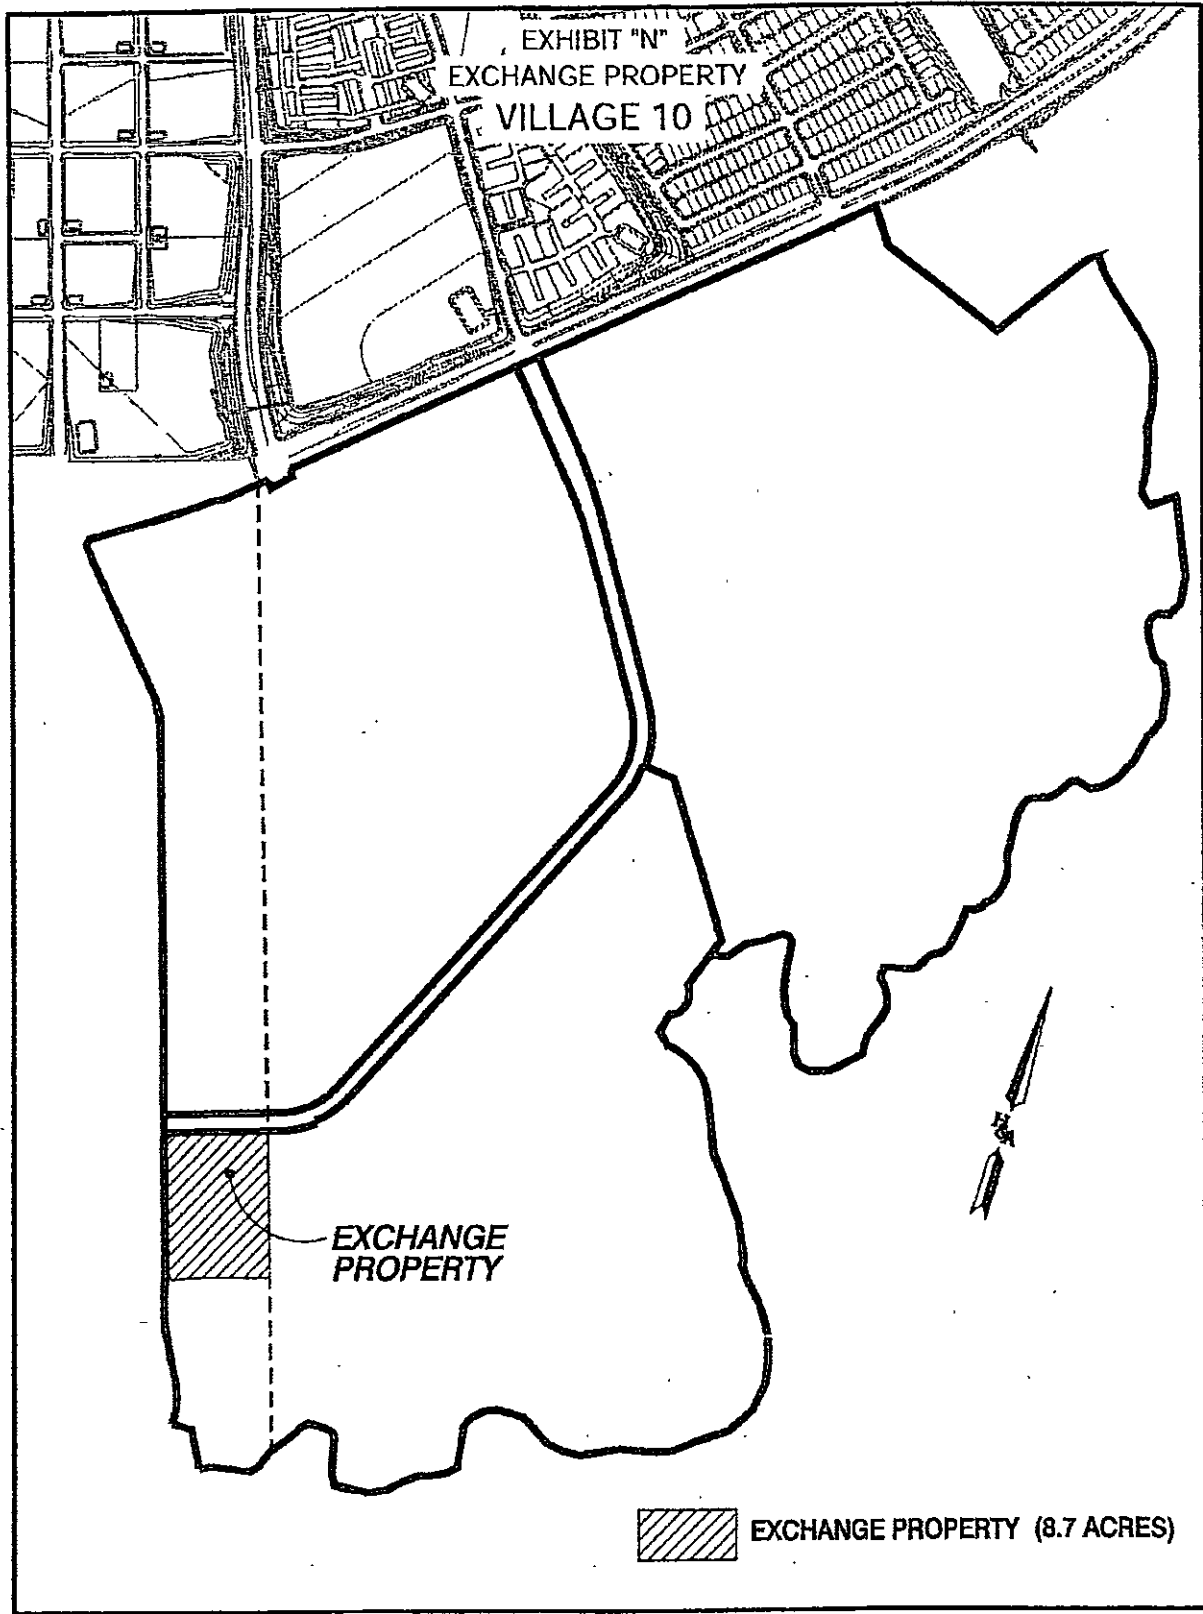 EXHIBIT "N"
EXCHANGE PROPERTY
VILLAGE 10
EXCHANGE
PROPERTY
EXCHANGE PROPERTY (8.7 ACRES)